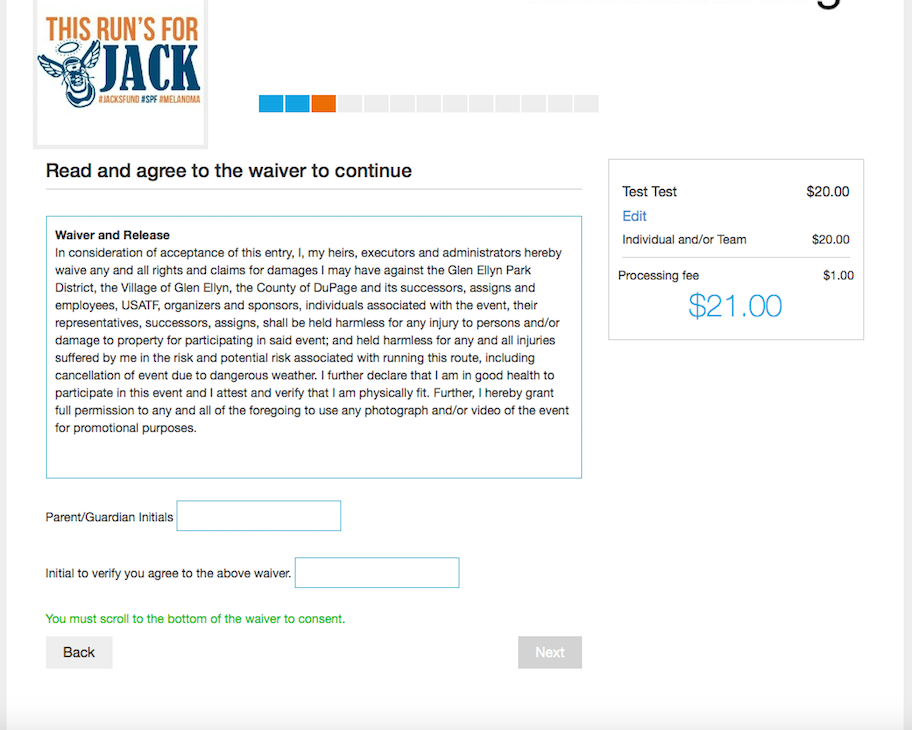 THIS RUN'S FOR
JACK
#JACKSFUND #SPF #MELANOMA
Read and agree to the waiver to continue
Waiver and Release
In consideration of acceptance of this entry, I, my heirs, executors and administrators hereby
waive any and all rights and claims for damages I may have against the Glen Ellyn Park
District, the Village of Glen Ellyn, the County of DuPage and its successors, assigns and
employees, USATF, organizers and sponsors, individuals associated with the event, their
representatives, successors, assigns, shall be held harmless for any injury to persons and/or
damage to property for participating in said event; and held harmless for any and all injuries
suffered by me in the risk and potential risk associated with running this route, including
cancellation of event due to dangerous weather. I further declare that I am in good health to
participate in this event and I attest and verify that I am physically fit. Further, I hereby grant
full permission to any and all of the foregoing to use any photograph and/or video of the event
for promotional purposes.
Parent/Guardian Initials
Initial to verify you agree to the above waiver.
You must scroll to the bottom of the waiver to consent.
Back
Next
Test Test $20.00
Edit
Individual and/or Team $20.00
Processing fee $1.00
$21.00